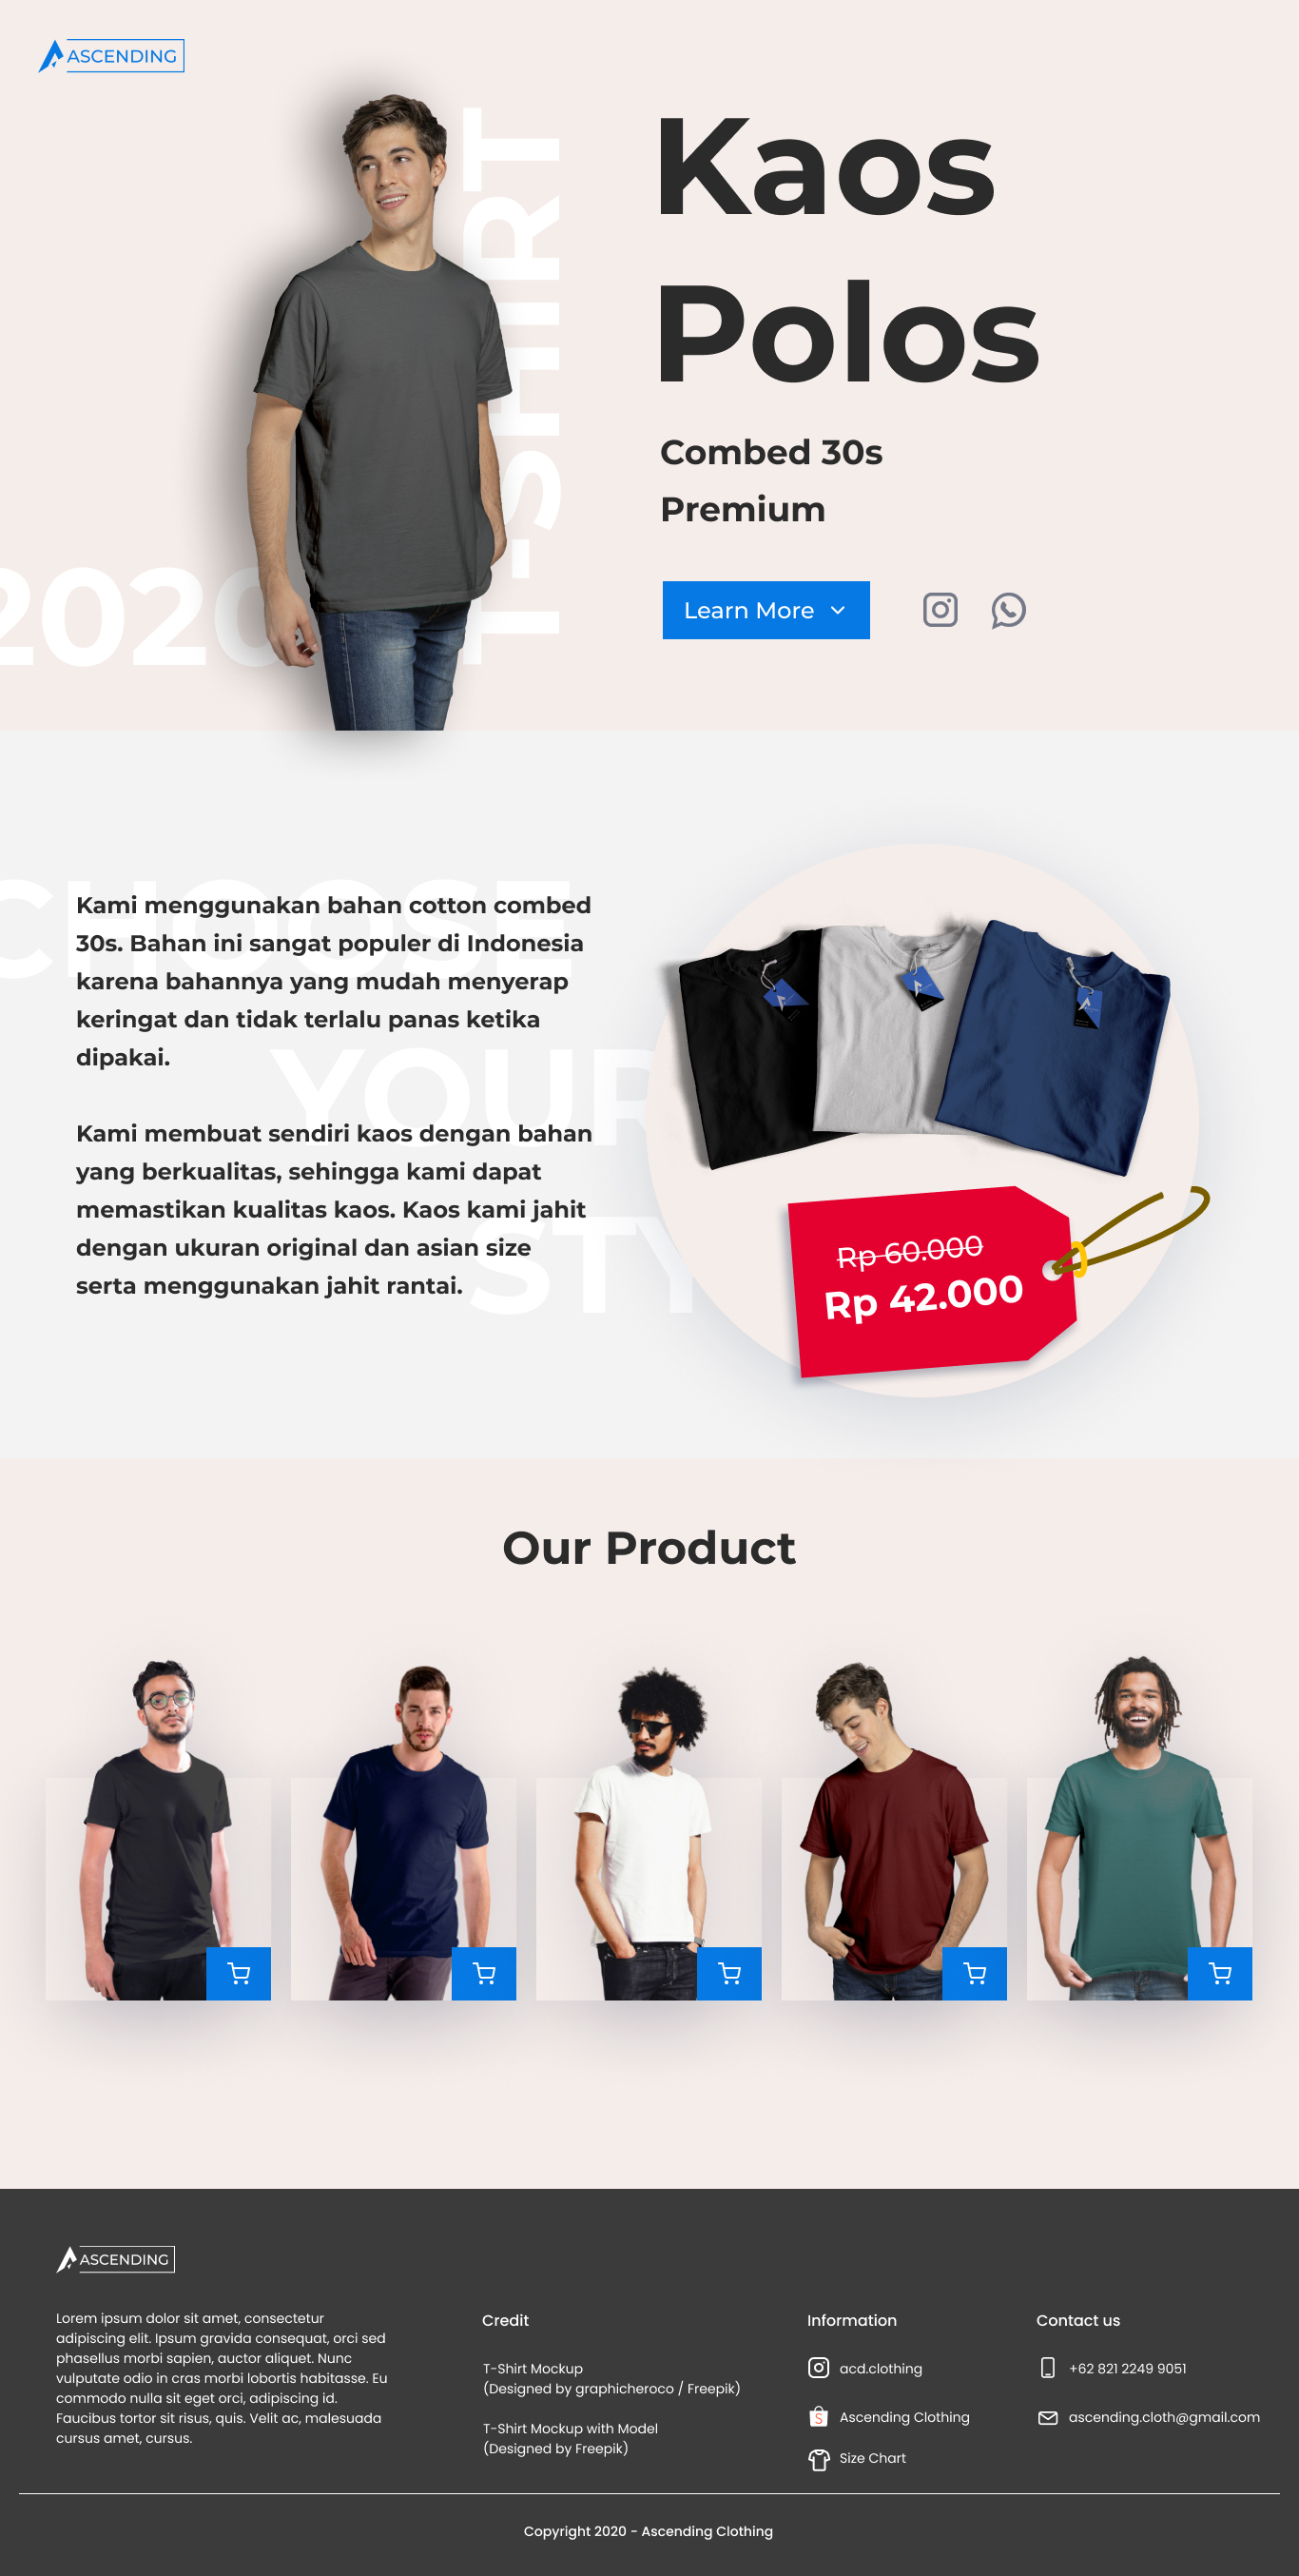 ASCENDING
T-SHIRT
2020
Kaos
Polos
Combed 30s
Premium
Learn More
CHOOSE
YOUR
STY
Kami menggunakan bahan cotton combed
30s. Bahan ini sangat populer di Indonesia
karena bahannya yang mudah menyerap
keringat dan tidak terlalu panas ketika
dipakai.
Kami membuat sendiri kaos dengan bahan
yang berkualitas, sehingga kami dapat
memastikan kualitas kaos. Kaos kami jahit
dengan ukuran original dan asian size
serta menggunakan jahit rantai.
Rp 60.000
Rp 42.000
Our Product
ASCENDING
Lorem ipsum dolor sit amet, consectetur
adipiscing elit. Ipsum gravida consequat, orci sed
phasellus morbi sapien, auctor aliquet. Nunc
vulputate odio in cras morbi lobortis habitasse. Eu
commodo nulla sit eget orci, adipiscing id.
Faucibus tortor sit risus, quis. Velit ac, malesuada
cursus amet, cursus.
Credit
T-Shirt Mockup
(Designed by graphicheroco / Freepik)
T-Shirt Mockup with Model
(Designed by Freepik)
Information
acd.clothing
Ascending Clothing
Size Chart
Contact us
+62 821 2249 9051
ascending.cloth@gmail.com
Copyright 2020 - Ascending Clothing